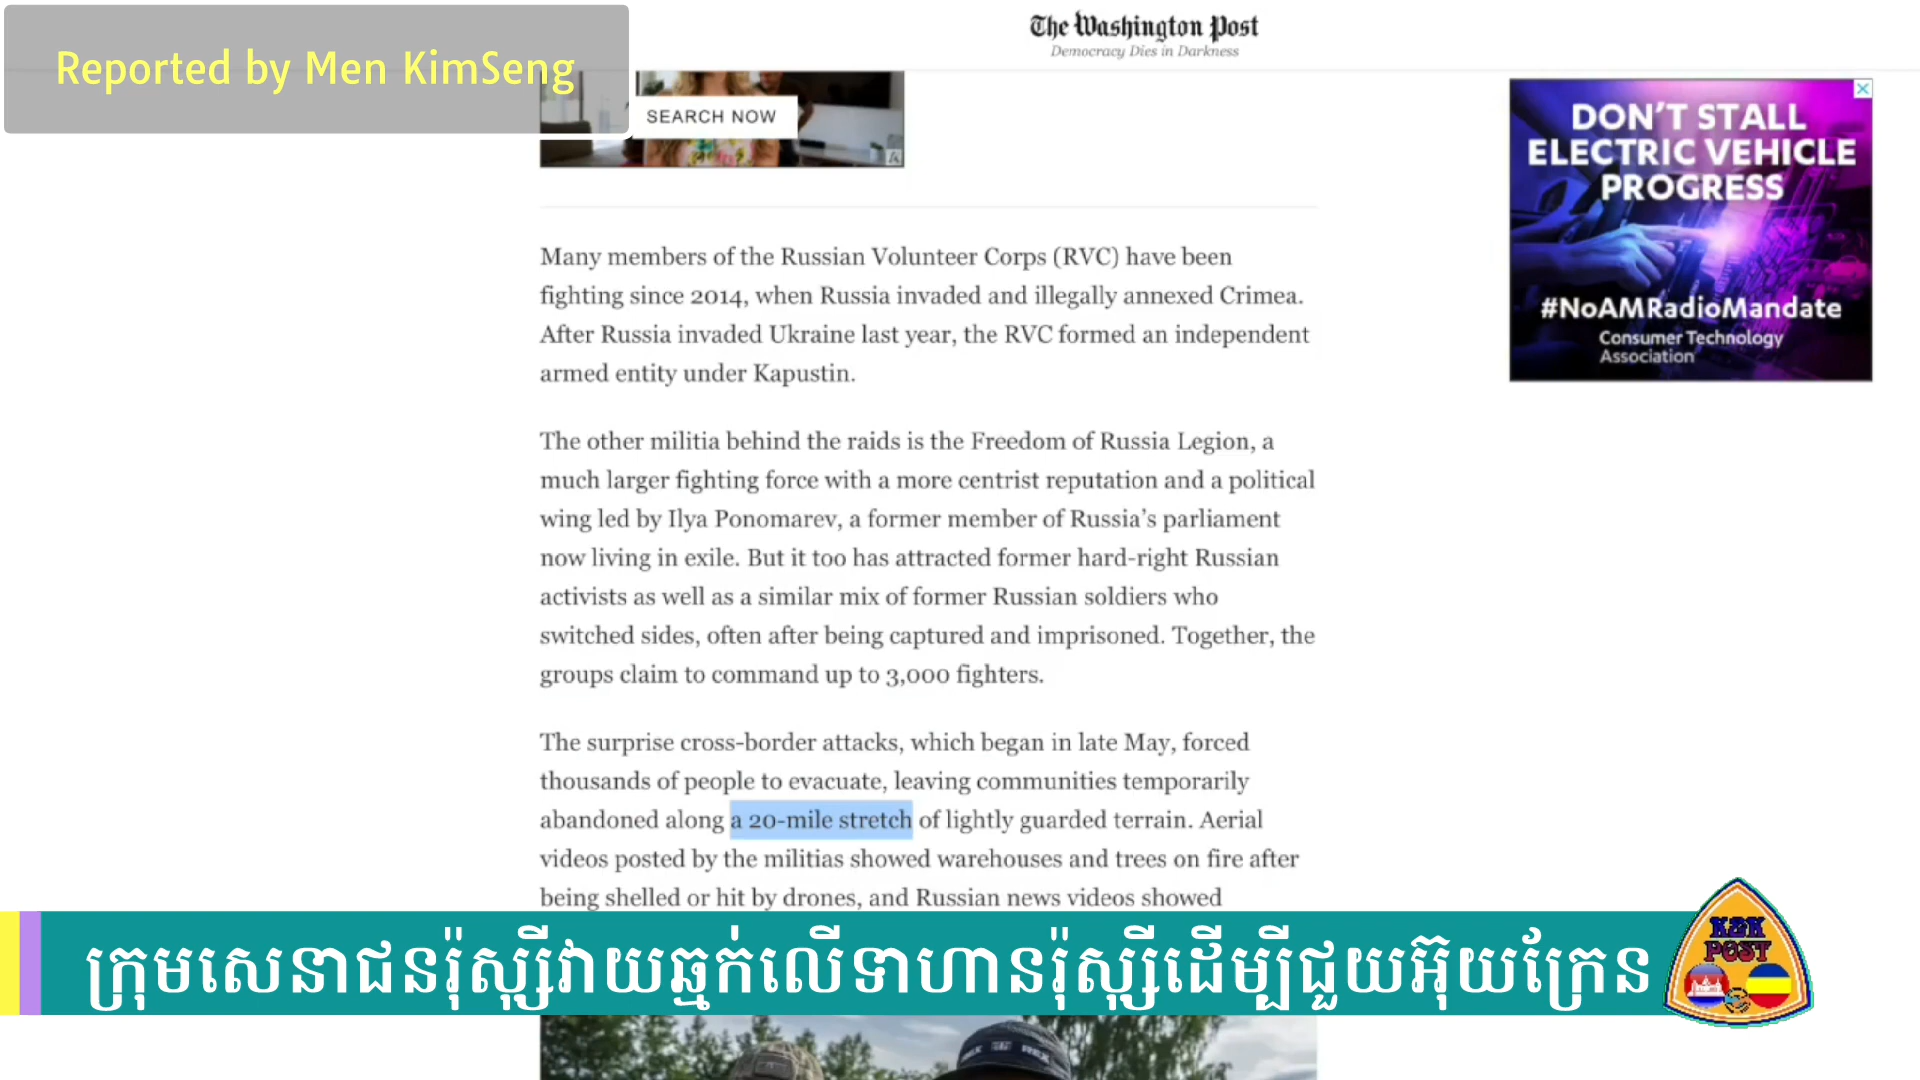 The Washington Post
Democracy Dies in Darkness
Reported by Men KimSeng
SEARCH NOW
DON'T STALL
ELECTRIC VEHICLE
PROGRESS
#NoAMRadioMandate
Consumer Technology
Association
Many members of the Russian Volunteer Corps (RVC) have been
fighting since 2014, when Russia invaded and illegally annexed Crimea.
After Russia invaded Ukraine last year, the RVC formed an independent
armed entity under Kapustin.
The other militia behind the raids is the Freedom of Russia Legion, a
much larger fighting force with a more centrist reputation and a political
wing led by Ilya Ponomarev, a former member of Russia's parliament
now living in exile. But it too has attracted former hard-right Russian
activists as well as a similar mix of former Russian soldiers who
switched sides, often after being captured and imprisoned. Together, the
groups claim to command up to 3,000 fighters.
The surprise cross-border attacks, which began in late May, forced
thousands of people to evacuate, leaving communities temporarily
abandoned along a 20-mile stretch of lightly guarded terrain. Aerial
videos posted by the militias showed warehouses and trees on fire after
being shelled or hit by drones, and Russian news videos showed
ក្រុមសេនាជនរ៉ុស្ស៊ីវាយឆ្មក់លើទាហានរ៉ុស្ស៊ីដើម្បីជួយអ៊ុយក្រែន
POST